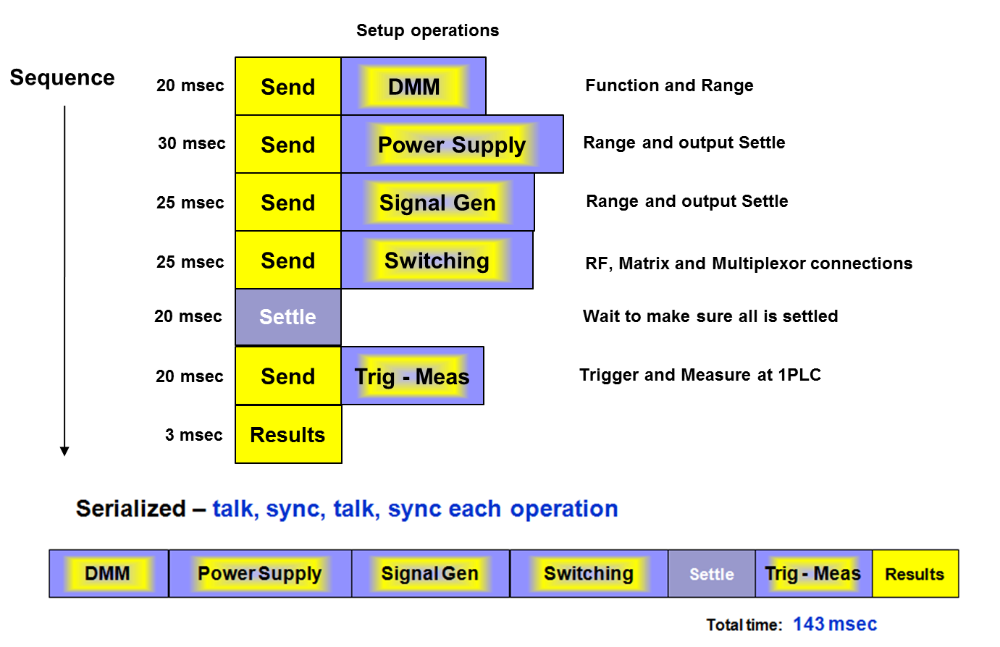 Setup operations
Sequence
20 msec Send DMM Function and Range
30 msec Send Power Supply Range and output Settle
25 msec Send Signal Gen Range and output Settle
25 msec Send Switching RF, Matrix and Multiplexor connections
20 msec Settle Wait to make sure all is settled
20 msec Send Trig - Meas Trigger and Measure at 1PLC
3 msec Results
Serialized – talk, sync, talk, sync each operation
DMM Power Supply Signal Gen Switching Settle Trig - Meas Results
Total time: 143 msec